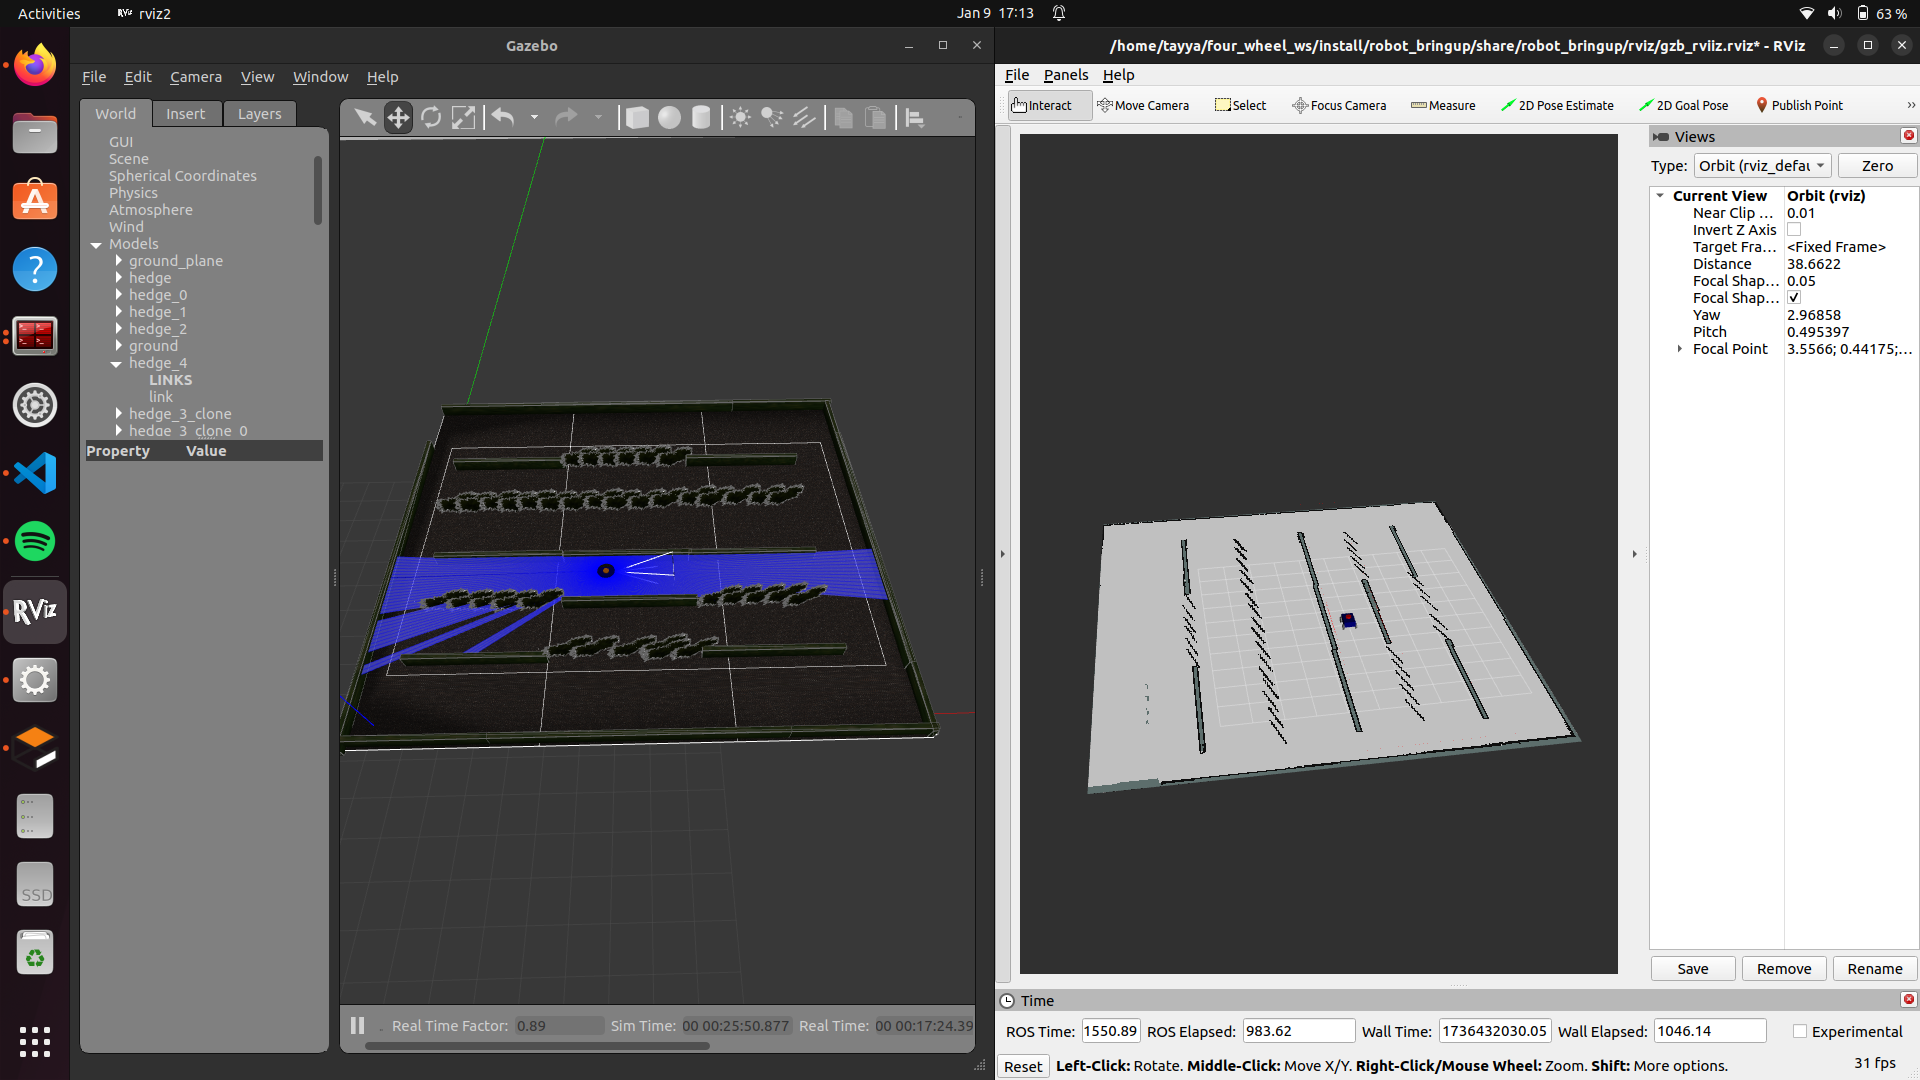 Activities
RViz rviz2
Jan 9 17:13
63 %
Gazebo
File Edit Camera View Window Help
World Insert Layers
GUI
Scene
Spherical Coordinates
Physics
Atmosphere
Wind
Models
ground_plane
hedge
hedge_0
hedge_1
hedge_2
ground
hedge_4
LINKS
link
hedge_3_clone
hedge_3_clone_0
Property Value
RViz
SSD
Real Time Factor: 0.89 Sim Time: 00 00:25:50.877 Real Time: 00 00:17:24.39
/home/tayya/four_wheel_ws/install/robot_bringup/share/robot_bringup/rviz/gzb_rviiz.rviz* - RViz
File Panels Help
Interact Move Camera Select Focus Camera Measure 2D Pose Estimate 2D Goal Pose Publish Point »
Views
Type: Orbit (rviz_defau Zero
Current View Orbit (rviz)
Near Clip ... 0.01
Invert Z Axis
Target Fra... <Fixed Frame>
Distance 38.6622
Focal Shap... 0.05
Focal Shap... ✓
Yaw 2.96858
Pitch 0.495397
Focal Point 3.5566; 0.44175;...
Save Remove Rename
Time
ROS Time: 1550.89 ROS Elapsed: 983.62 Wall Time: 1736432030.05 Wall Elapsed: 1046.14 Experimental
Reset Left-Click: Rotate. Middle-Click: Move X/Y. Right-Click/Mouse Wheel: Zoom. Shift: More options. 31 fps